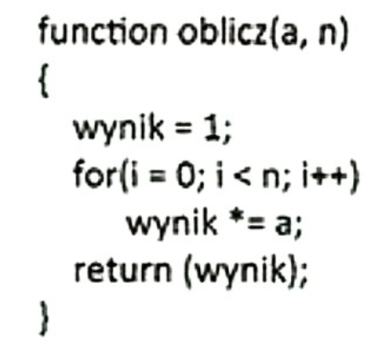 function oblicz(a, n)
{
wynik = 1;
for(i = 0; i < n; i++)
wynik *= a;
return (wynik);
}